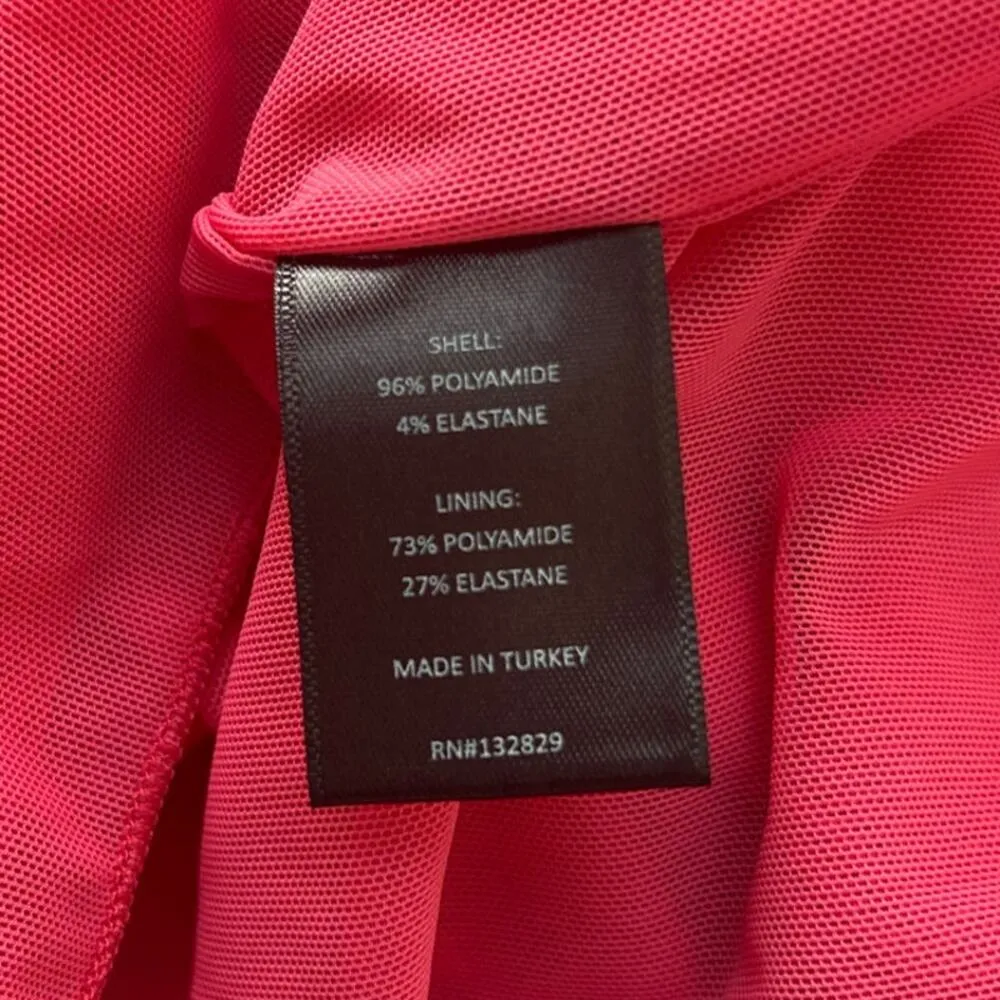 SHELL:
96% POLYAMIDE
4% ELASTANE
LINING:
73% POLYAMIDE
27% ELASTANE
MADE IN TURKEY
RN#132829